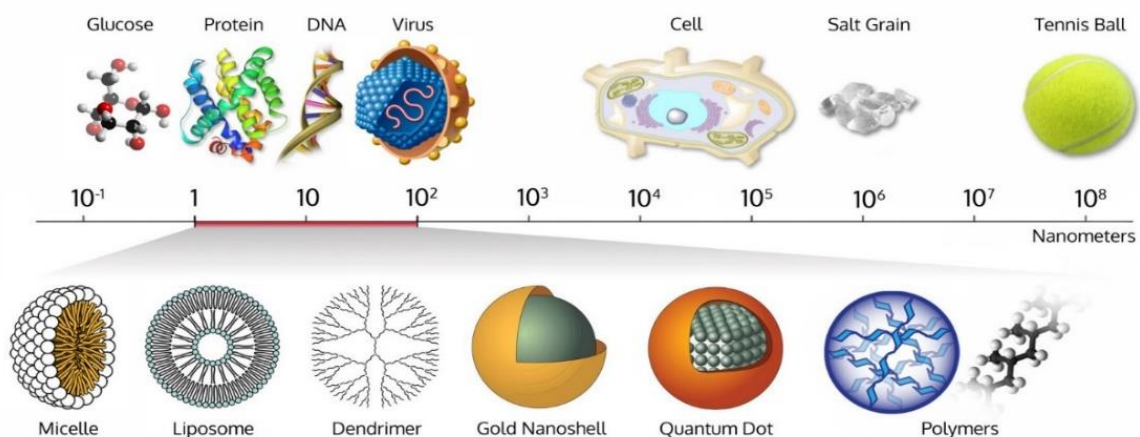 Glucose Protein DNA Virus Cell Salt Grain Tennis Ball
10⁻¹ 1 10 10² 10³ 10⁴ 10⁵ 10⁶ 10⁷ 10⁸
Nanometers
Micelle Liposome Dendrimer Gold Nanoshell Quantum Dot Polymers